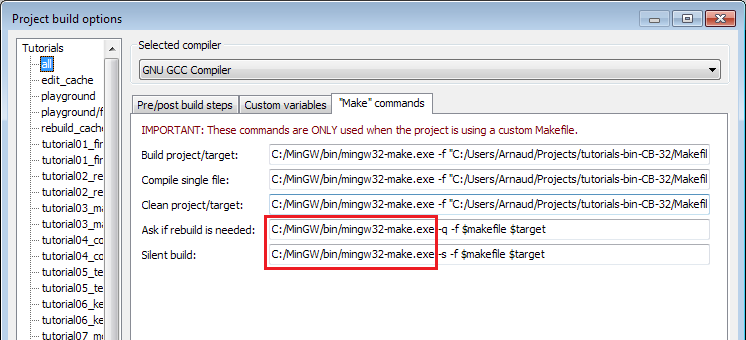 Project build options
Tutorials
all
edit_cache
playground
playground/f
rebuild_cach
tutorial01_fir
tutorial01_fir
tutorial02_re
tutorial02_re
tutorial03_ma
tutorial03_ma
tutorial04_co
tutorial04_co
tutorial05_te
tutorial05_te
tutorial06_ke
tutorial06_ke
tutorial07_mo
Selected compiler
GNU GCC Compiler
Pre/post build steps
Custom variables
"Make" commands
IMPORTANT: These commands are ONLY used when the project is using a custom Makefile.
Build project/target: C:/MinGW/bin/mingw32-make.exe -f "C:/Users/Arnaud/Projects/tutorials-bin-CB-32/Makefil
Compile single file: C:/MinGW/bin/mingw32-make.exe -f "C:/Users/Arnaud/Projects/tutorials-bin-CB-32/Makefil
Clean project/target: C:/MinGW/bin/mingw32-make.exe -f "C:/Users/Arnaud/Projects/tutorials-bin-CB-32/Makefil
Ask if rebuild is needed: C:/MinGW/bin/mingw32-make.exe -q -f $makefile $target
Silent build: C:/MinGW/bin/mingw32-make.exe -s -f $makefile $target